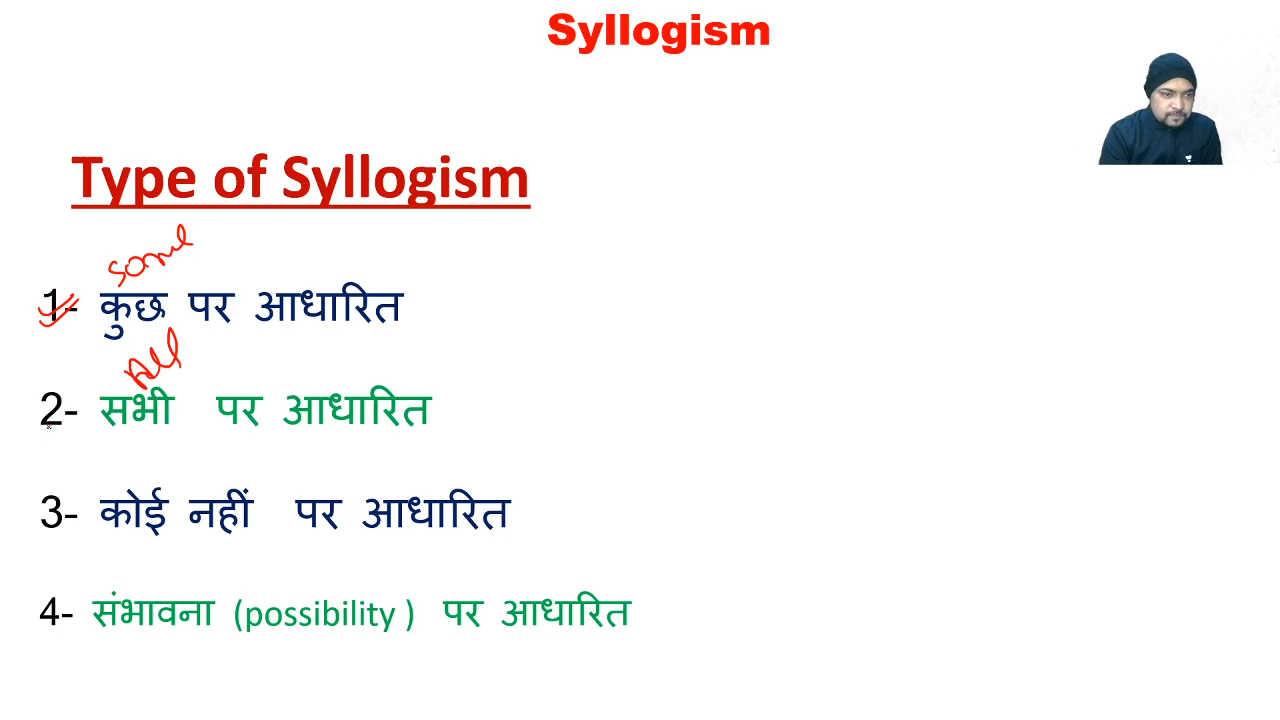 Syllogism
Type of Syllogism
some
1- कुछ पर आधारित
All
2- सभी पर आधारित
3- कोई नहीं पर आधारित
4- संभावना (possibility ) पर आधारित